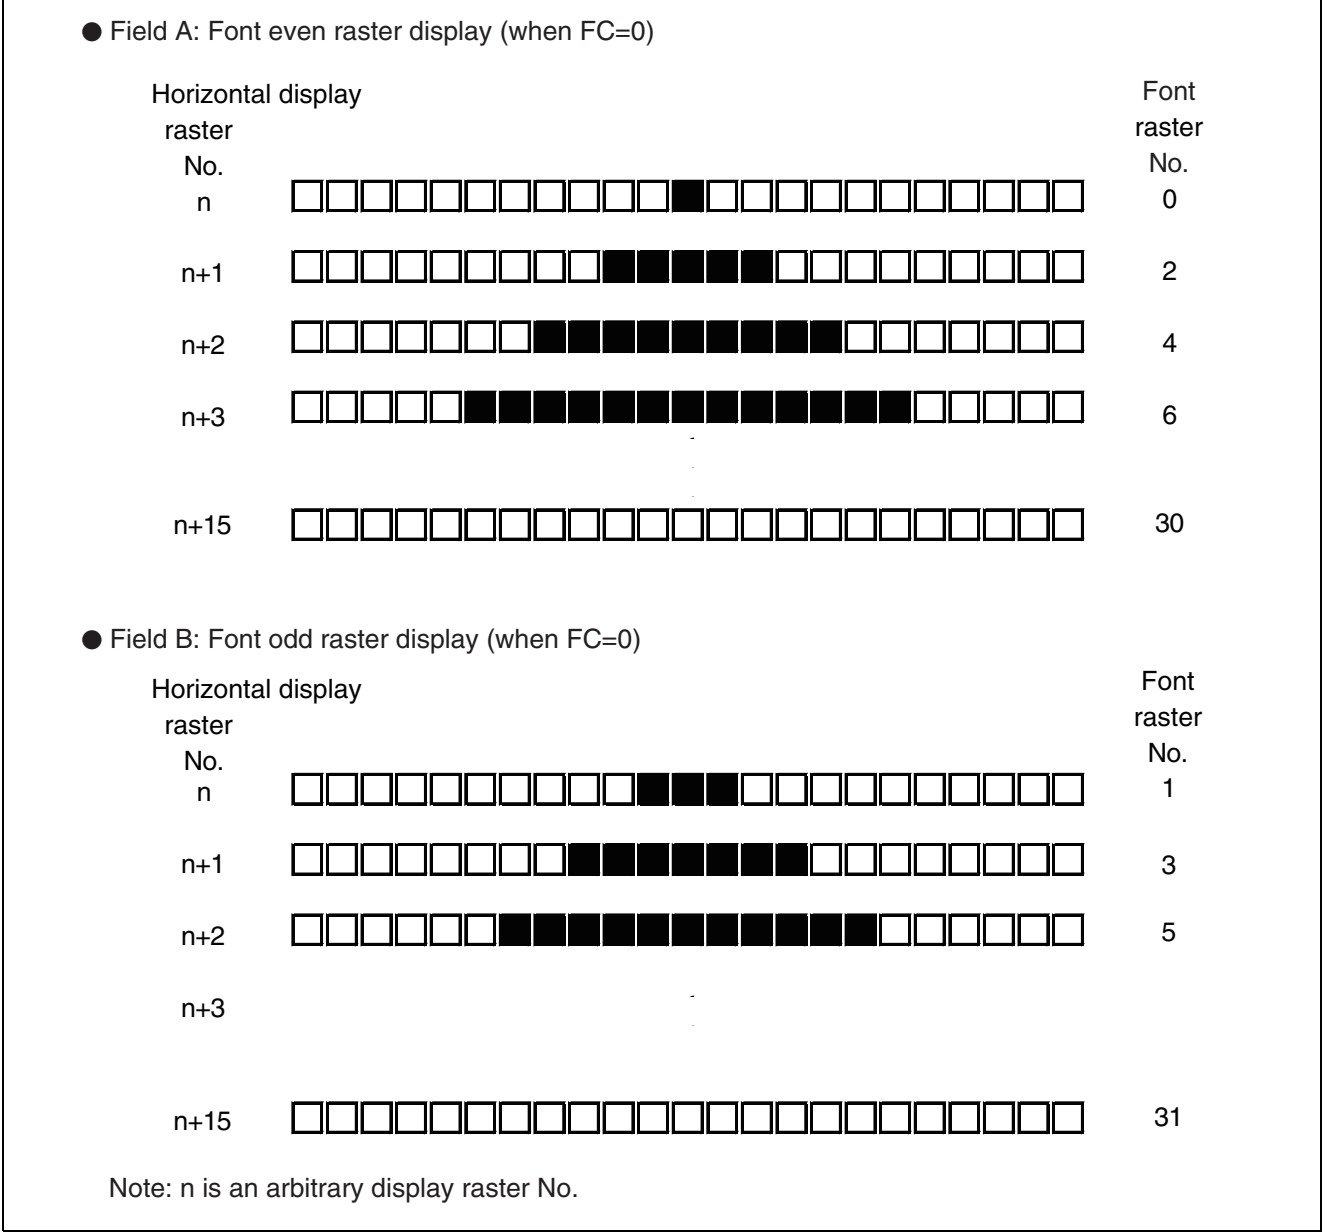 ● Field A: Font even raster display (when FC=0)
Horizontal display
raster
No.
Font
raster
No.
n 0
n+1 2
n+2 4
n+3 6
n+15 30
● Field B: Font odd raster display (when FC=0)
Horizontal display
raster
No.
Font
raster
No.
n 1
n+1 3
n+2 5
n+3
n+15 31
Note: n is an arbitrary display raster No.